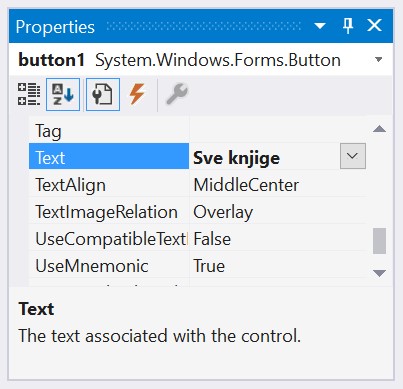 Properties
button1 System.Windows.Forms.Button
Tag
Text Sve knjige
TextAlign MiddleCenter
TextImageRelation Overlay
UseCompatibleText False
UseMnemonic True
Text
The text associated with the control.